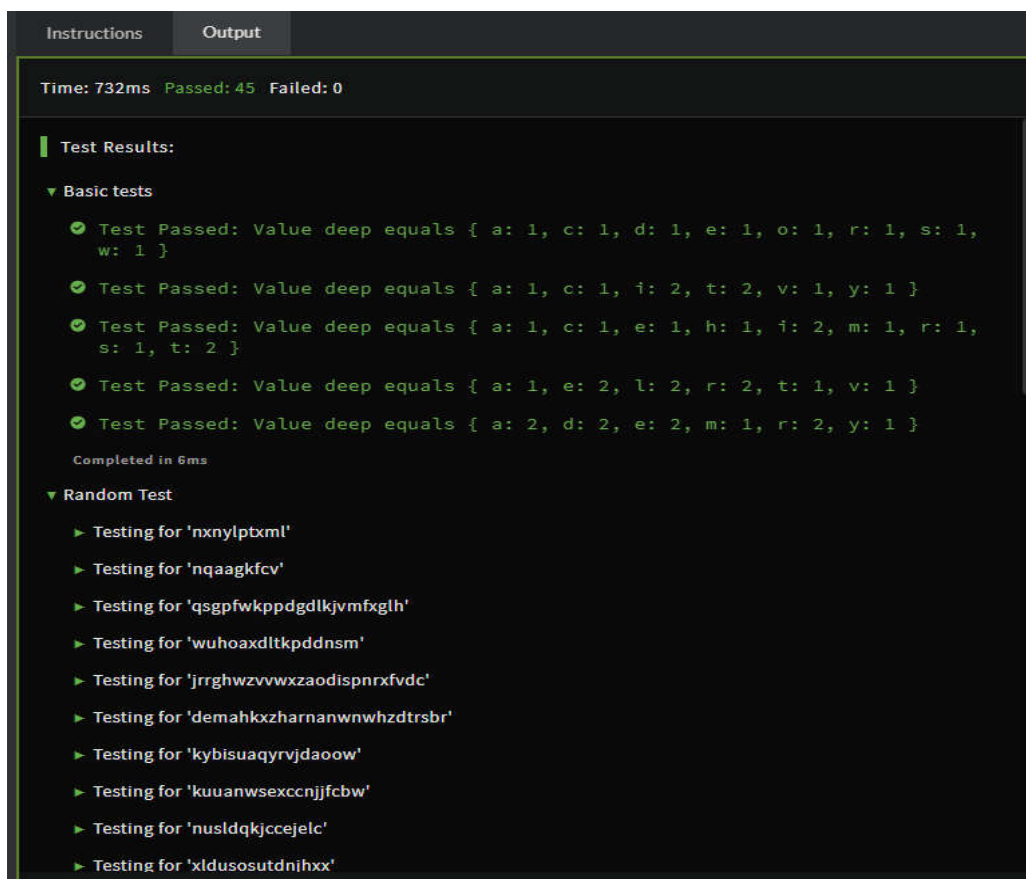 Instructions Output
Time: 732ms Passed: 45 Failed: 0
Test Results:
Basic tests
Test Passed: Value deep equals { a: 1, c: 1, d: 1, e: 1, o: 1, r: 1, s: 1,
w: 1 }
Test Passed: Value deep equals { a: 1, c: 1, i: 2, t: 2, v: 1, y: 1 }
Test Passed: Value deep equals { a: 1, c: 1, e: 1, h: 1, i: 2, m: 1, r: 1,
s: 1, t: 2 }
Test Passed: Value deep equals { a: 1, e: 2, l: 2, r: 2, t: 1, v: 1 }
Test Passed: Value deep equals { a: 2, d: 2, e: 2, m: 1, r: 2, y: 1 }
Completed in 6ms
Random Test
Testing for 'nxnylptxml'
Testing for 'nqaagkfcv'
Testing for 'qsgpfwkppdgdlkjvmfxglh'
Testing for 'wuhoaxdltkpddnsm'
Testing for 'jrrghwzvvwxzaodispnrxfvdc'
Testing for 'demahkxzharnanwnwhzdtrsbr'
Testing for 'kybisuaqyrvjdaoow'
Testing for 'kuuanwsexccnjjfcbw'
Testing for 'nusldqkjccejelc'
Testing for 'xldusosutdnjhxx'